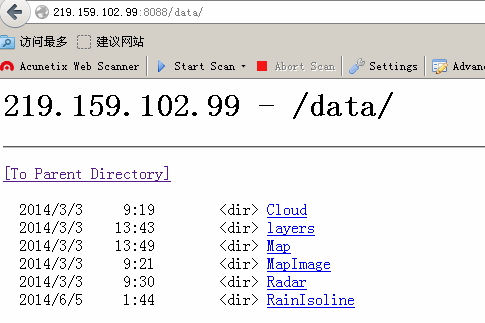 219.159.102.99:8088/data/
访问最多 建议网站
Acunetix Web Scanner Start Scan Abort Scan Settings Advan
219.159.102.99 - /data/
[To Parent Directory]
2014/3/3 9:19 <dir> Cloud
2014/3/3 13:43 <dir> layers
2014/3/3 13:49 <dir> Map
2014/3/3 9:21 <dir> MapImage
2014/3/3 9:30 <dir> Radar
2014/6/5 1:44 <dir> RainIsoline